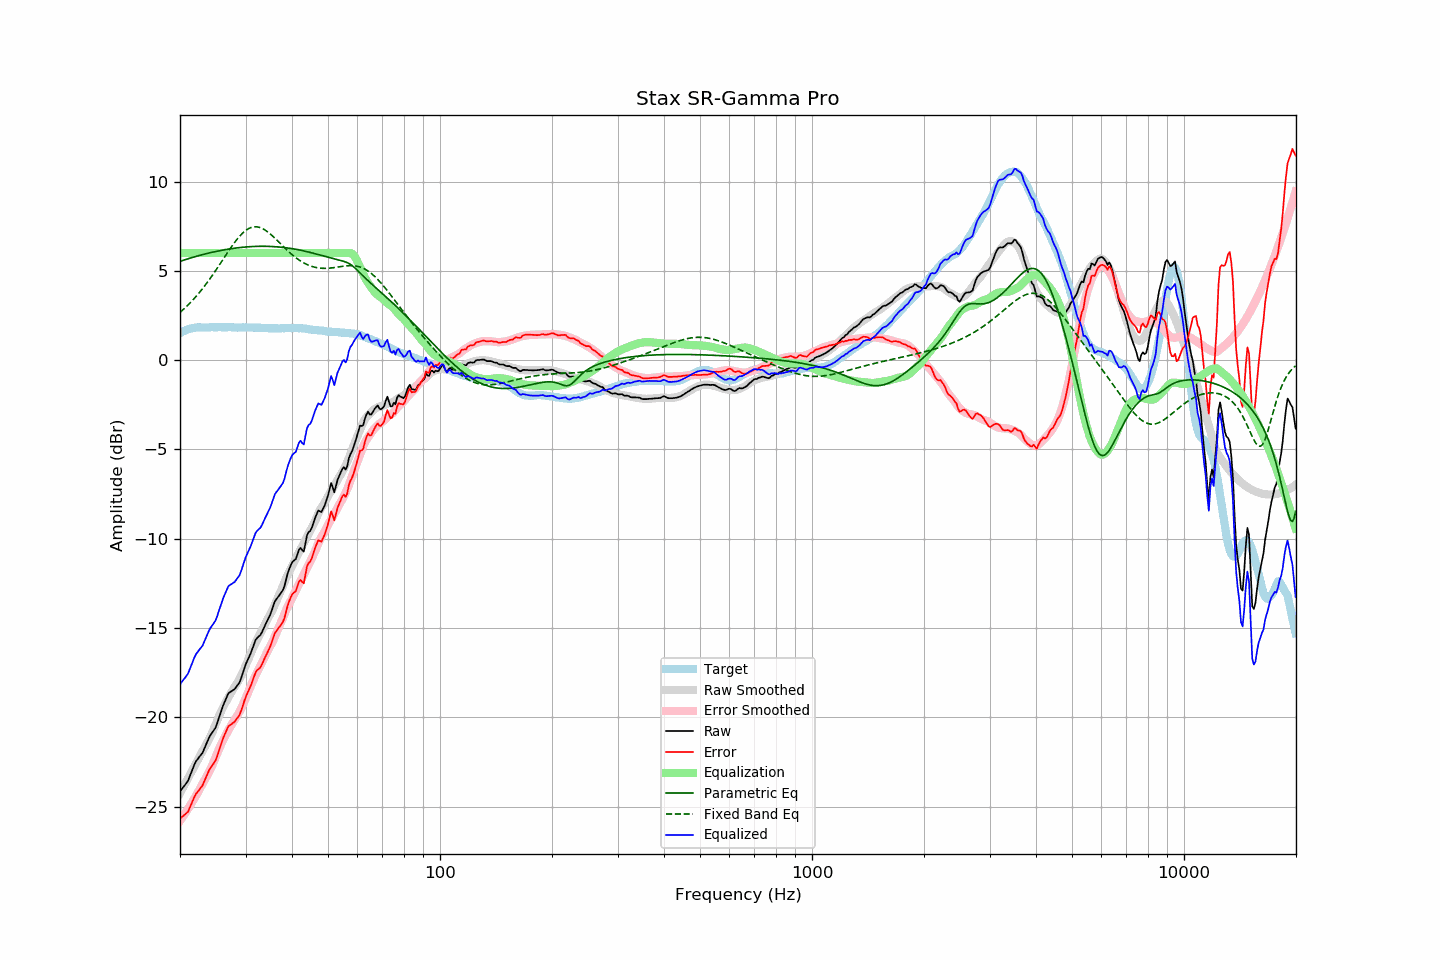 Stax SR-Gamma Pro
Amplitude (dBr)
10
5
0
−5
−10
−15
−20
−25
Target
Raw Smoothed
Error Smoothed
Raw
Error
Equalization
Parametric Eq
Fixed Band Eq
Equalized
100
1000
10000
Frequency (Hz)